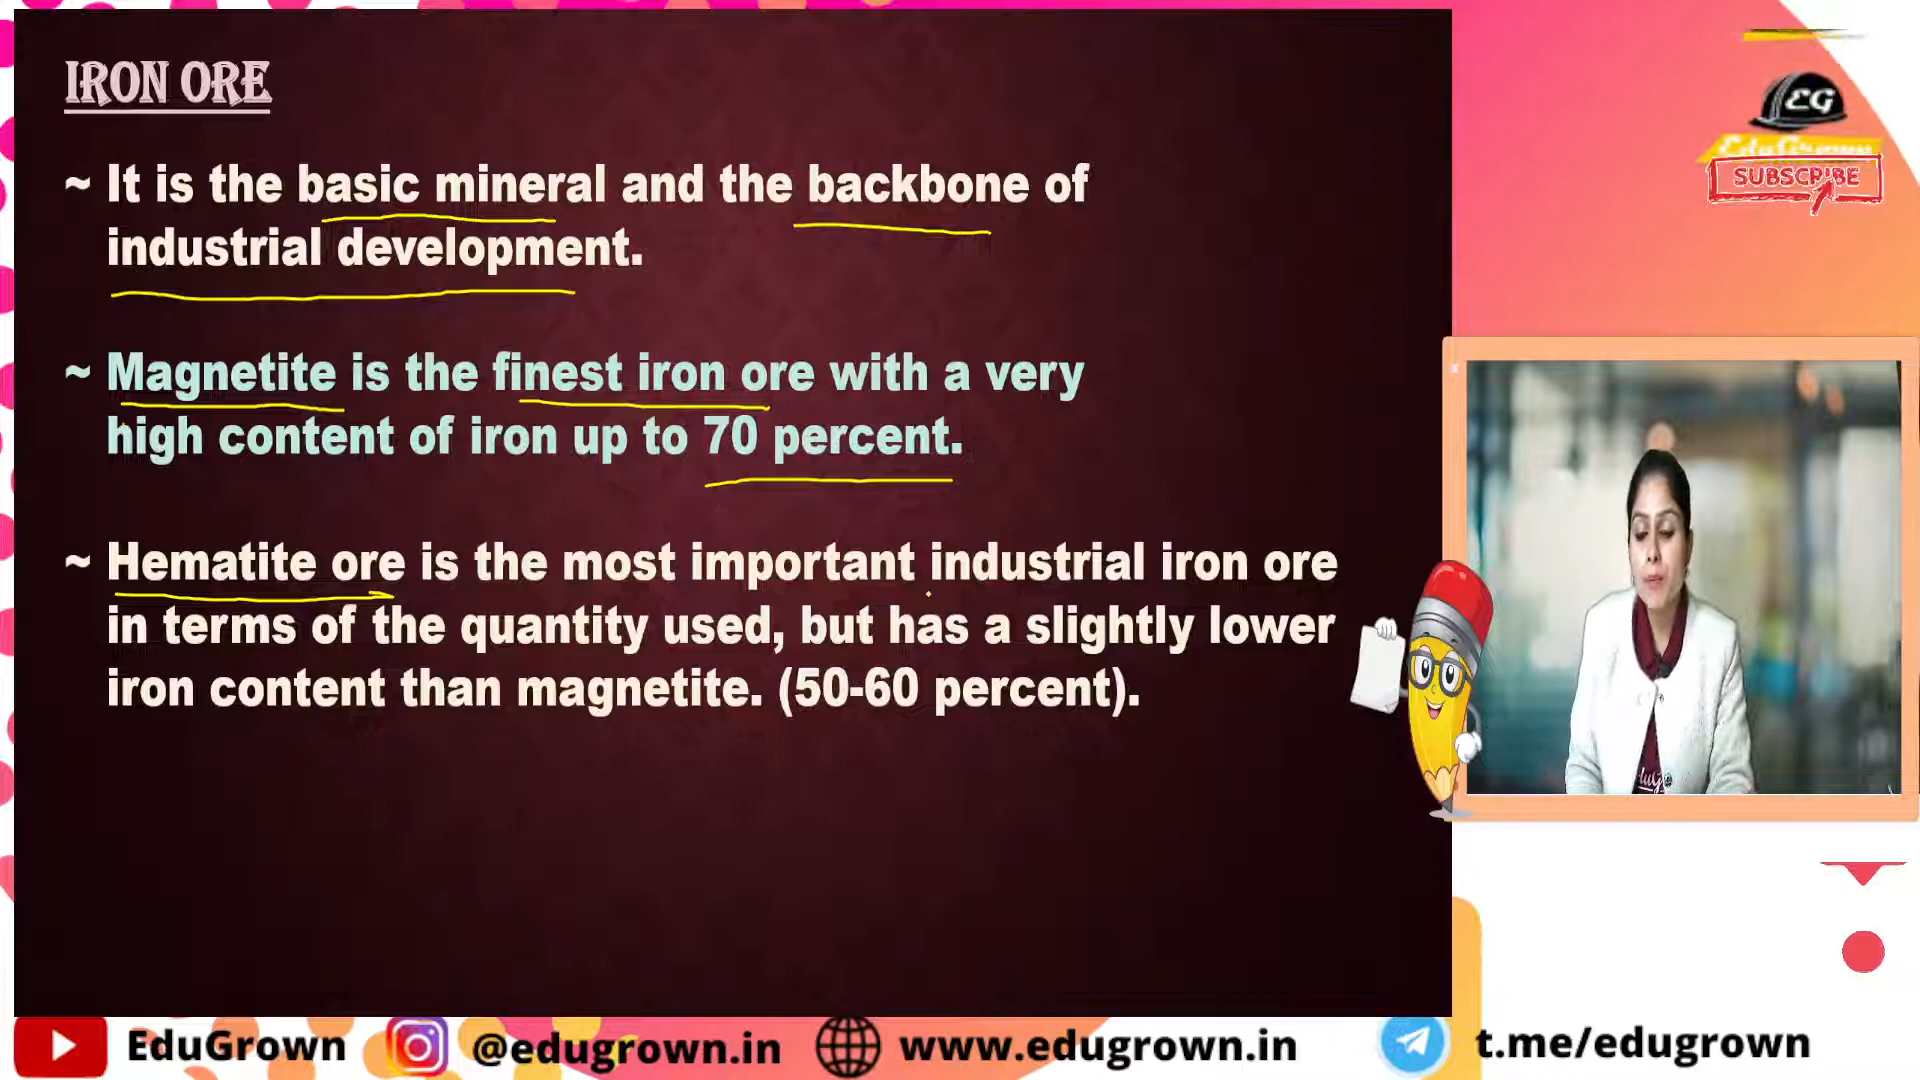 IRON ORE
~ It is the basic mineral and the backbone of
industrial development.
~ Magnetite is the finest iron ore with a very
high content of iron up to 70 percent.
~ Hematite ore is the most important industrial iron ore
in terms of the quantity used, but has a slightly lower
iron content than magnetite. (50-60 percent).
EG
EduGrown
SUBSCRIBE
EduGrown
@edugrown.in
www.edugrown.in
t.me/edugrown